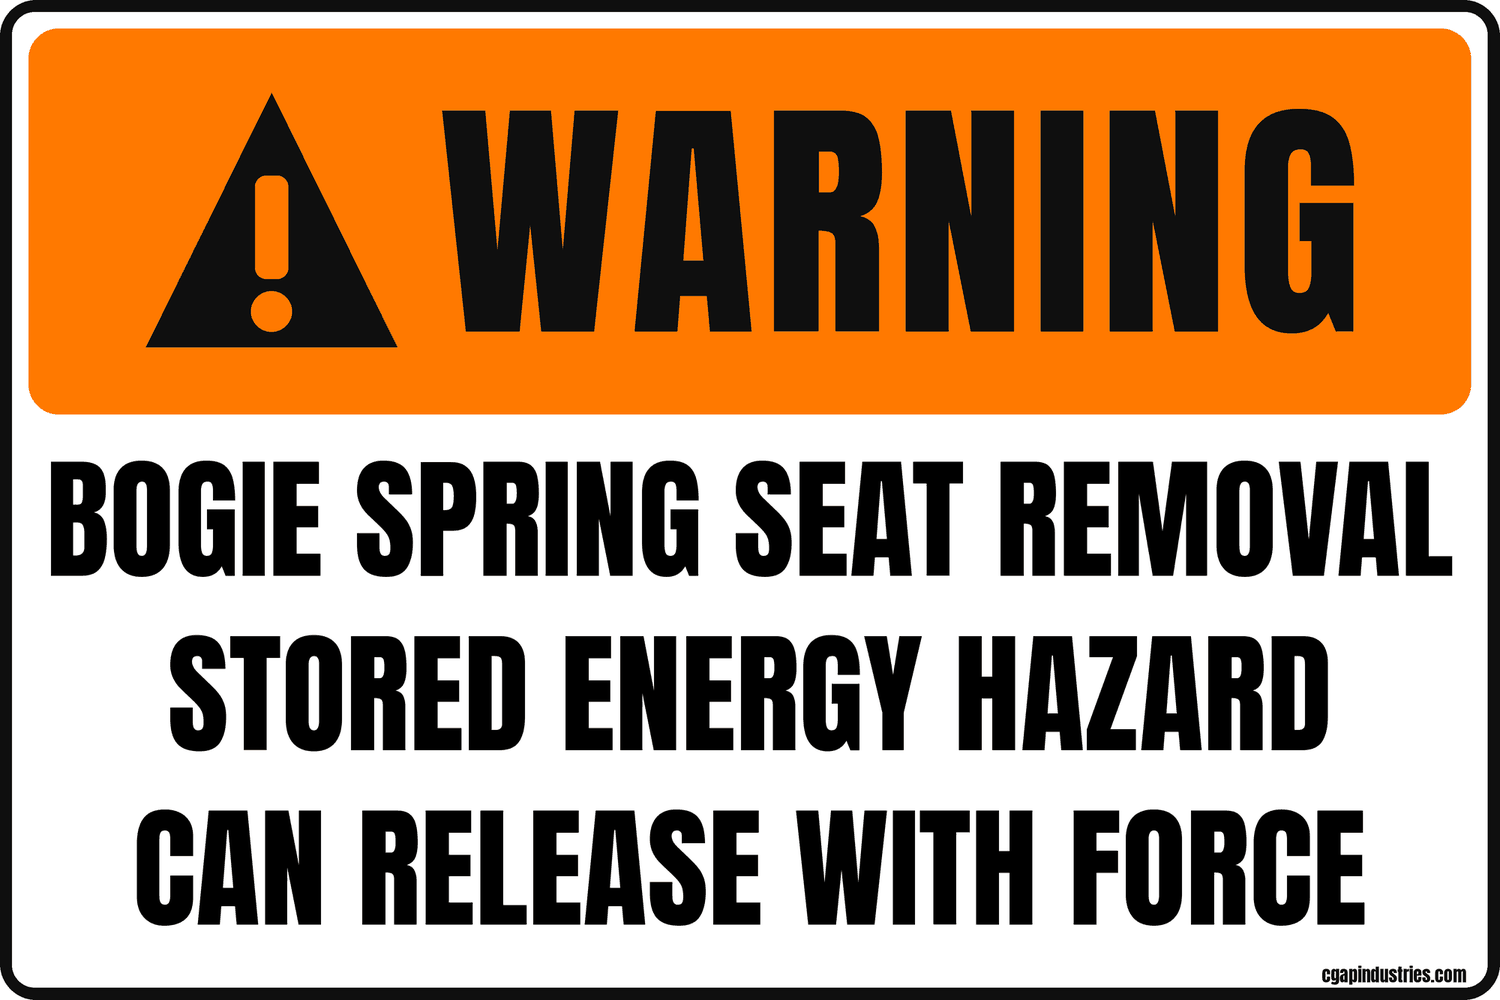 WARNING
BOGIE SPRING SEAT REMOVAL
STORED ENERGY HAZARD
CAN RELEASE WITH FORCE
cgapindustries.com